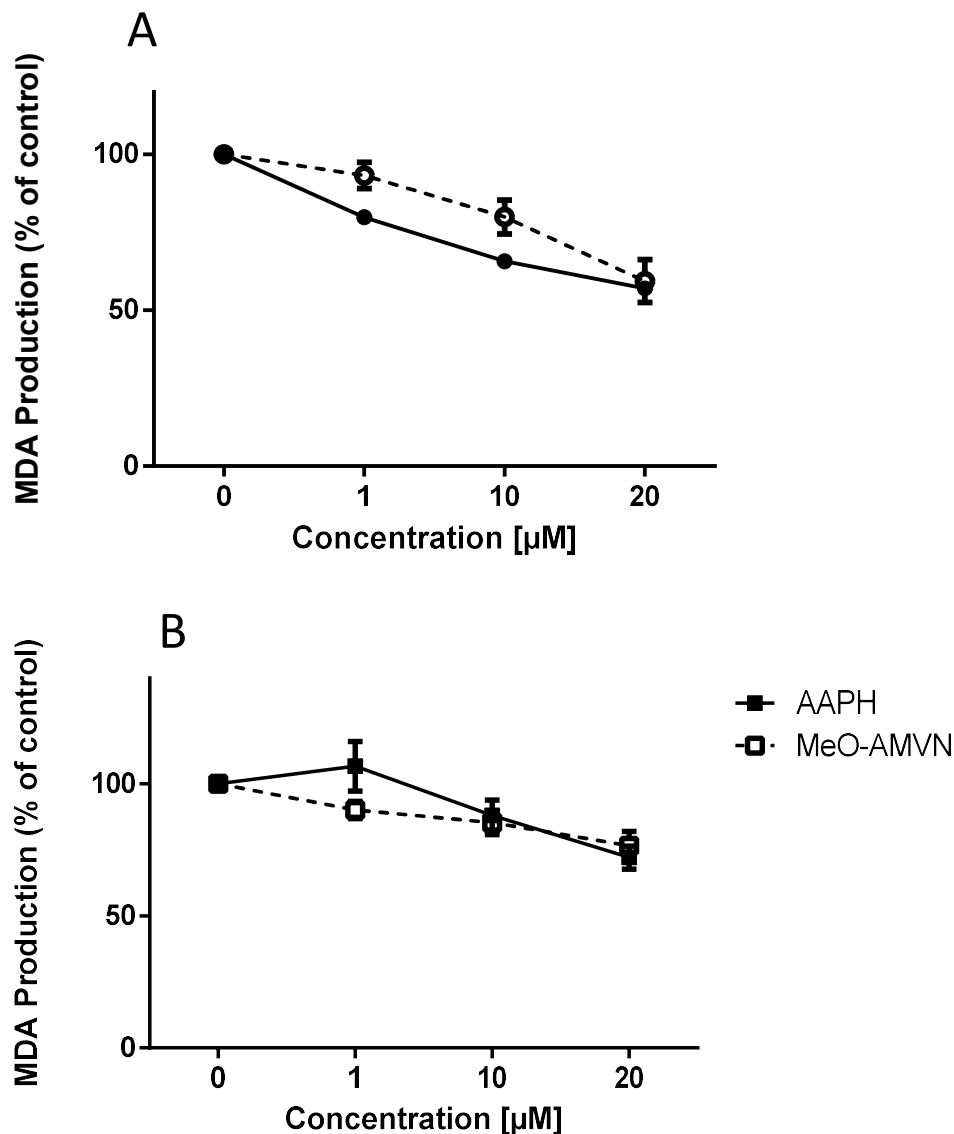 A
MDA Production (% of control)
100
50
0
0 1 10 20
Concentration [µM]
B
MDA Production (% of control)
AAPH
MeO-AMVN
100
50
0
0 1 10 20
Concentration [µM]